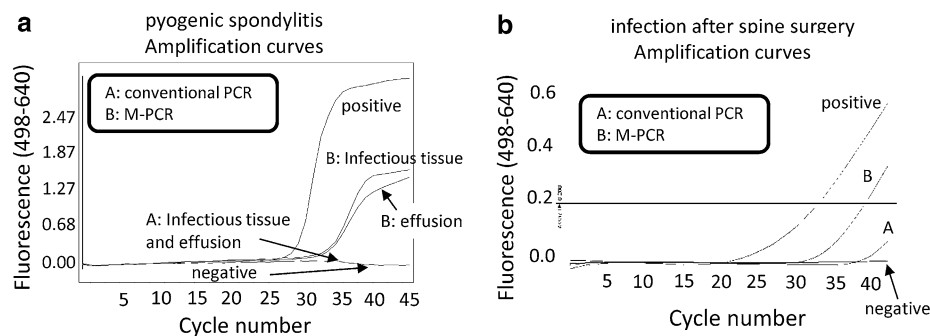 a
pyogenic spondylitis
Amplification curves
Fluorescence (498-640)
2.47
1.87
1.27
0.68
0.00
A: conventional PCR
B: M-PCR
positive
B: Infectious tissue
B: effusion
A: Infectious tissue
and effusion
negative
5 10 15 20 25 30 35 40 45
Cycle number
b
infection after spine surgery
Amplification curves
Fluorescence (498-640)
0.6
0.4
0.2
0.0
A: conventional PCR
B: M-PCR
positive
B
A
negative
5 10 15 20 25 30 35 40
Cycle number